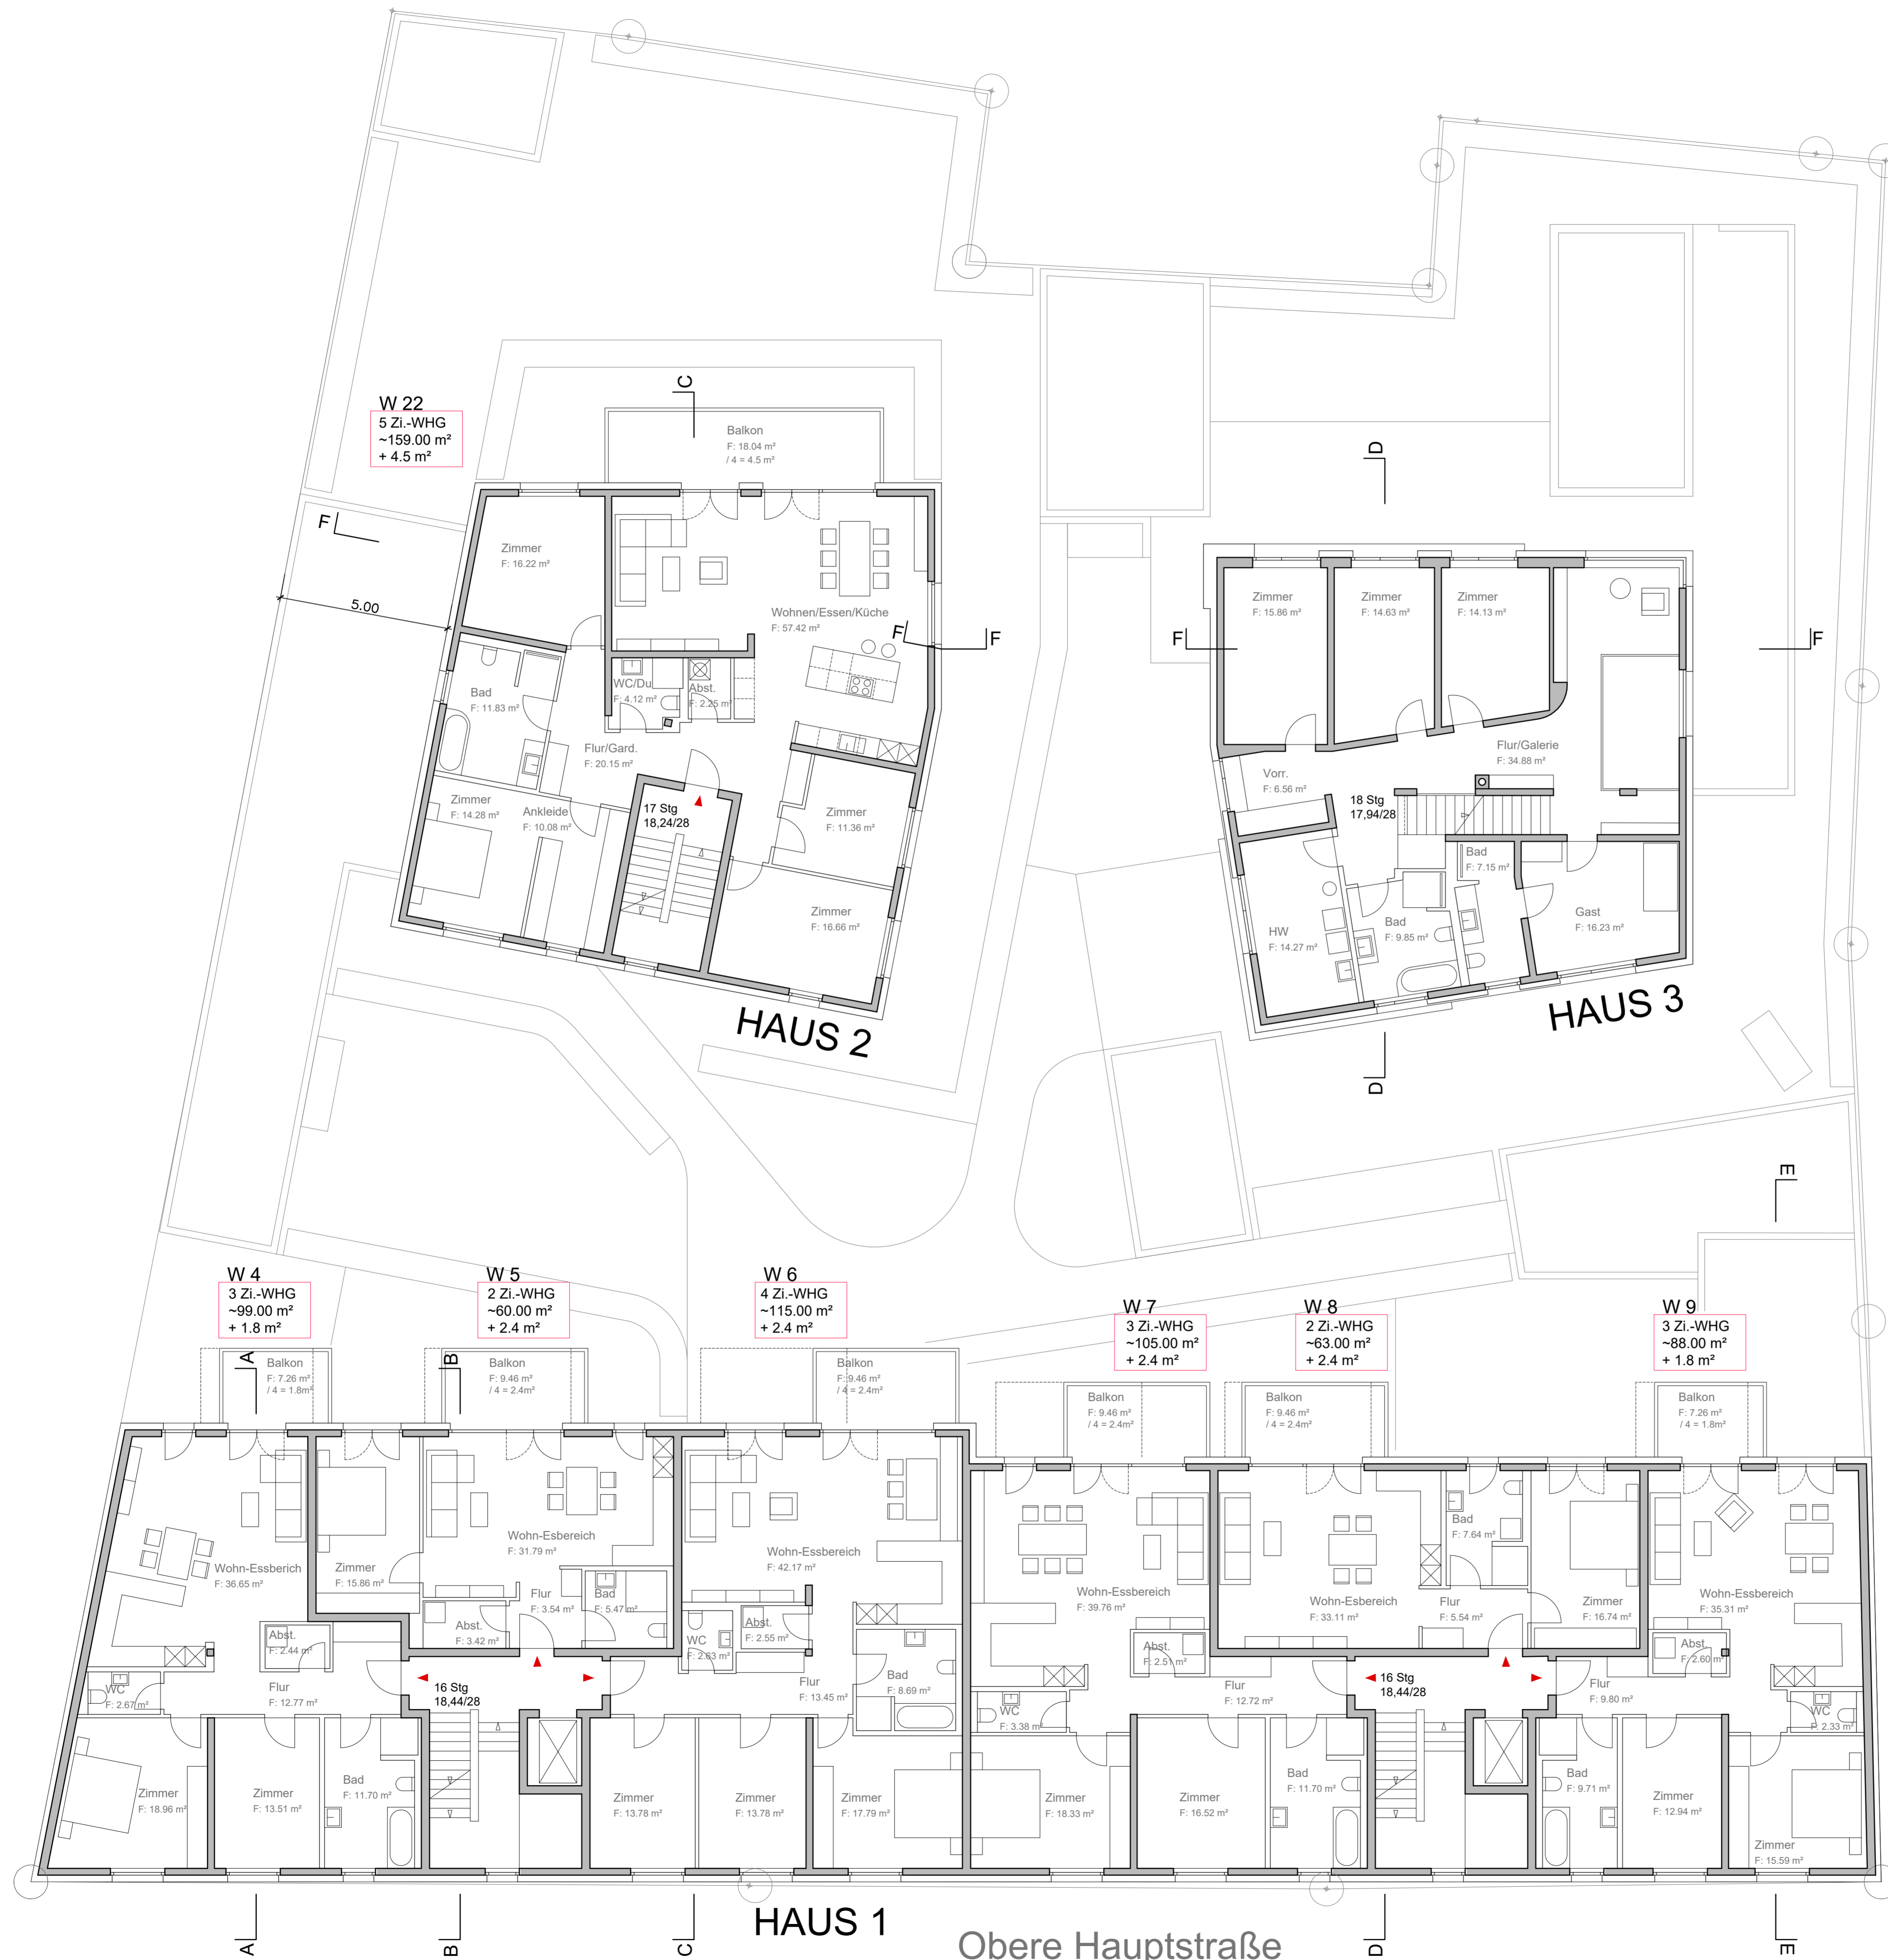 W 22
5 Zi.-WHG
~159.00 m²
+ 4.5 m²
C
Balkon
F: 18.04 m²
/ 4 = 4.5 m²
D
F
5.00
Zimmer
F: 16.22 m²
Wohnen/Essen/Küche
F: 57.42 m²
F
F
Bad
F: 11.83 m²
WC/Du
F: 4.12 m²
Abst.
F: 2.25 m²
Flur/Gard.
F: 20.15 m²
Zimmer
F: 14.28 m²
Ankleide
F: 10.08 m²
17 Stg
18,24/28
Zimmer
F: 11.36 m²
Zimmer
F: 16.66 m²
HAUS 2
F
Zimmer
F: 15.86 m²
Zimmer
F: 14.63 m²
Zimmer
F: 14.13 m²
F
Flur/Galerie
F: 34.88 m²
Vorr.
F: 6.56 m²
18 Stg
17,94/28
Bad
F: 7.15 m²
HW
F: 14.27 m²
Bad
F: 9.85 m²
Gast
F: 16.23 m²
HAUS 3
D
E
W 4
3 Zi.-WHG
~99.00 m²
+ 1.8 m²
W 5
2 Zi.-WHG
~60.00 m²
+ 2.4 m²
W 6
4 Zi.-WHG
~115.00 m²
+ 2.4 m²
W 7
3 Zi.-WHG
~105.00 m²
+ 2.4 m²
W 8
2 Zi.-WHG
~63.00 m²
+ 2.4 m²
W 9
3 Zi.-WHG
~88.00 m²
+ 1.8 m²
A
Balkon
F: 7.26 m²
/ 4 = 1.8m²
B
Balkon
F: 9.46 m²
/ 4 = 2.4m²
Balkon
F: 9.46 m²
/ 4 = 2.4m²
Balkon
F: 9.46 m²
/ 4 = 2.4m²
Balkon
F: 9.46 m²
/ 4 = 2.4m²
Balkon
F: 7.26 m²
/ 4 = 1.8m²
Wohn-Essberich
F: 36.65 m²
Zimmer
F: 15.86 m²
Wohn-Esbereich
F: 31.79 m²
Flur
F: 3.54 m²
Bad
F: 5.47 m²
Abst.
F: 3.42 m²
Abst.
F: 2.44 m²
WC
F: 2.67 m²
Flur
F: 12.77 m²
16 Stg
18,44/28
Zimmer
F: 18.96 m²
Zimmer
F: 13.51 m²
Bad
F: 11.70 m²
Wohn-Essbereich
F: 42.17 m²
WC
F: 2.63 m²
Abst.
F: 2.55 m²
Flur
F: 13.45 m²
Bad
F: 8.69 m²
Zimmer
F: 13.78 m²
Zimmer
F: 13.78 m²
Zimmer
F: 17.79 m²
Wohn-Essbereich
F: 39.76 m²
Abst.
F: 2.51 m²
WC
F: 3.38 m²
Flur
F: 12.72 m²
Zimmer
F: 18.33 m²
Zimmer
F: 16.52 m²
Bad
F: 11.70 m²
Wohn-Esbereich
F: 33.11 m²
Bad
F: 7.64 m²
Flur
F: 5.54 m²
Zimmer
F: 16.74 m²
16 Stg
18,44/28
Wohn-Essbereich
F: 35.31 m²
Abst.
F: 2.60 m²
Flur
F: 9.80 m²
WC
F: 2.33 m²
Bad
F: 9.71 m²
Zimmer
F: 12.94 m²
Zimmer
F: 15.59 m²
A
B
C
HAUS 1
Obere Hauptstraße
D
E